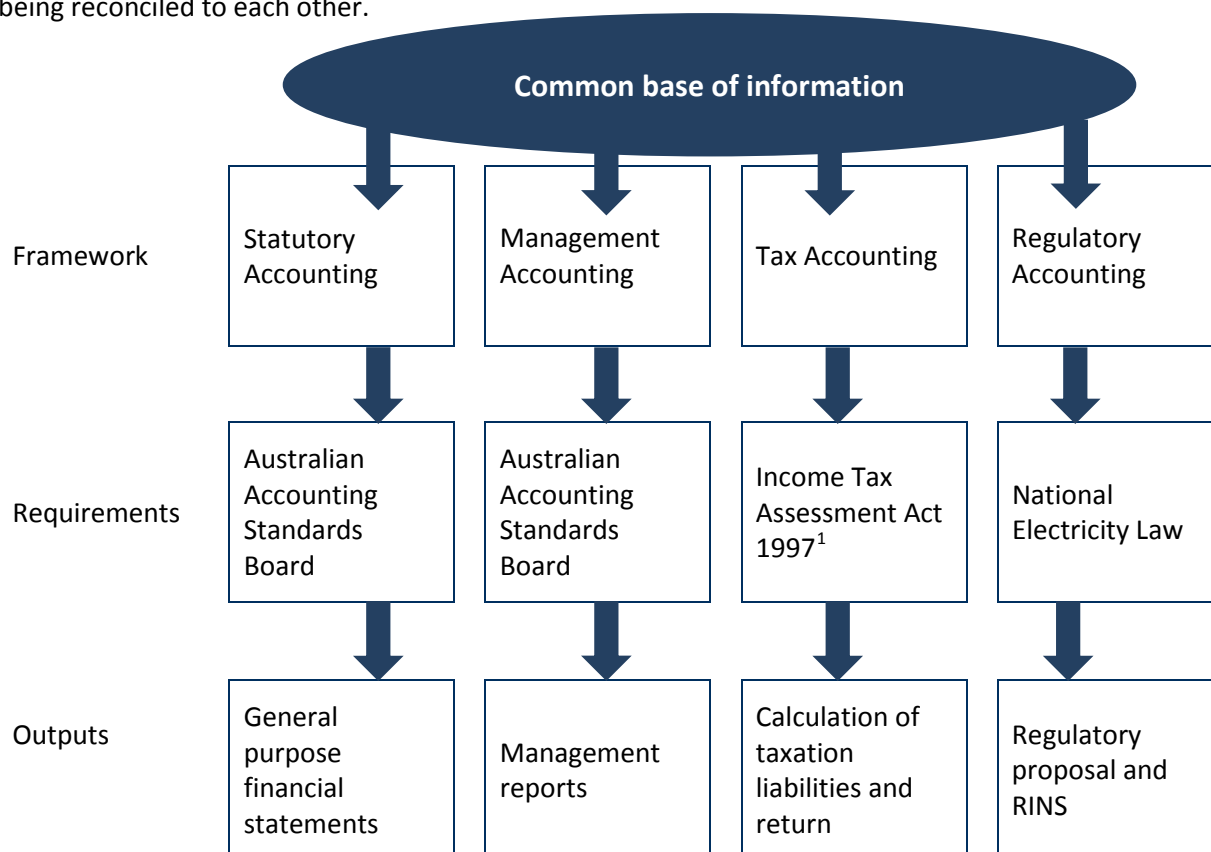 being reconciled to each other.
Common base of information
Framework
Statutory
Accounting
Management
Accounting
Tax Accounting
Regulatory
Accounting
Requirements
Australian
Accounting
Standards
Board
Australian
Accounting
Standards
Board
Income Tax
Assessment Act
1997¹
National
Electricity Law
Outputs
General
purpose
financial
statements
Management
reports
Calculation of
taxation
liabilities and
return
Regulatory
proposal and
RINS